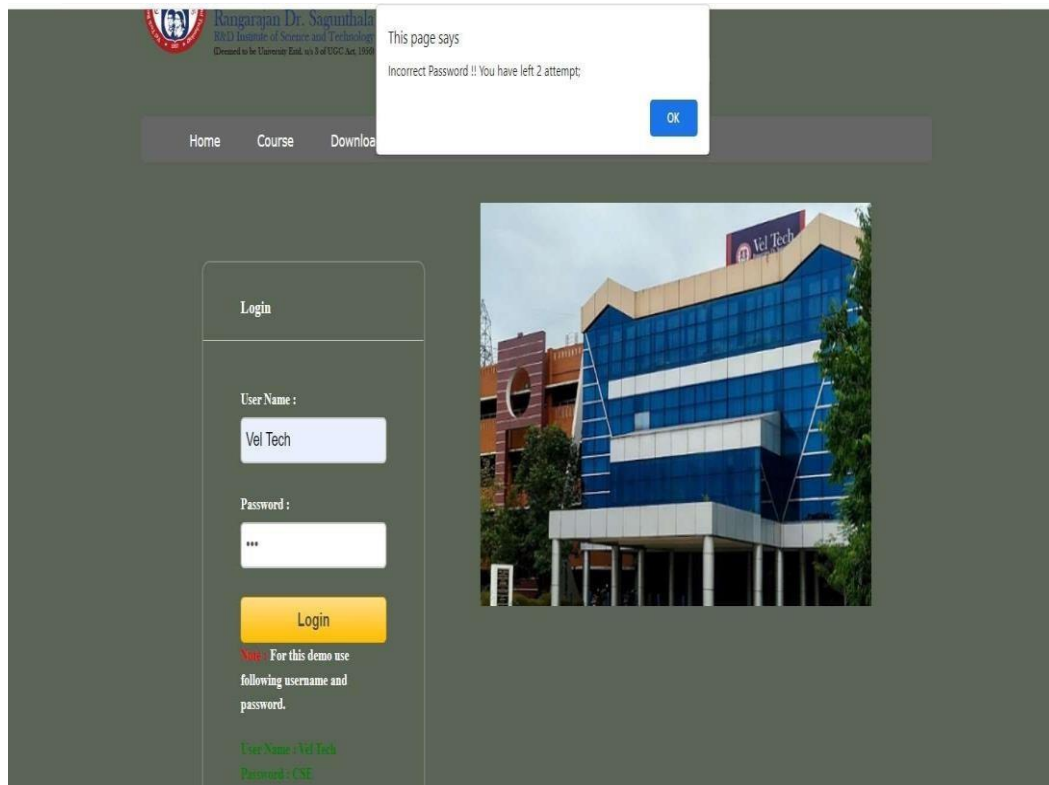 Rangarajan Dr. Sagunthala
R&D Institute of Science and Technology
(Deemed to be University Estd. u/s 3 of UGC Act, 1956)
This page says
Incorrect Password !! You have left 2 attempt;
OK
Home Course Downloa
Vel Tech
Login
User Name :
Vel Tech
Password :
•••
Login
Note : For this demo use
following username and
password.
User Name : Vel Tech
Password : CSE